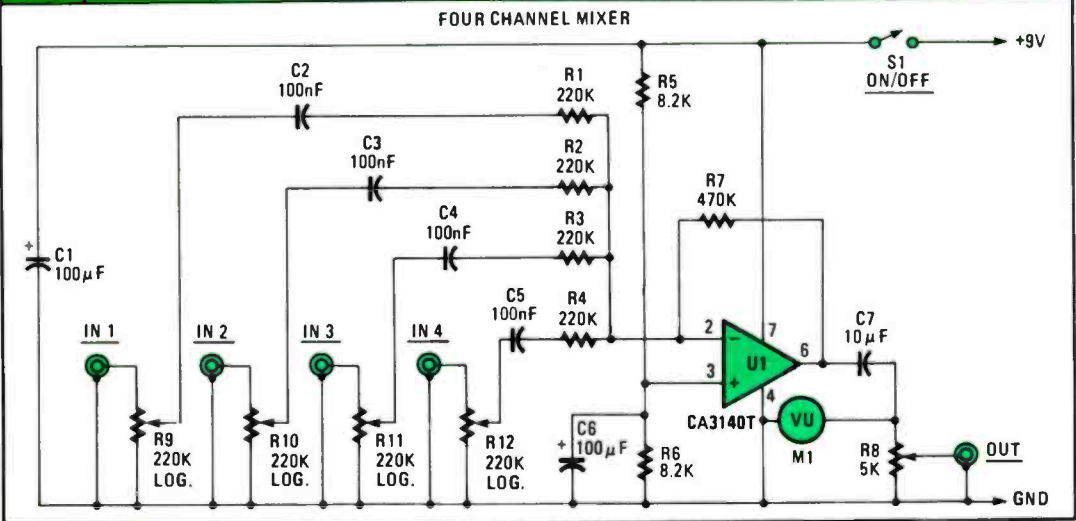 FOUR CHANNEL MIXER
+9V
S1
ON/OFF
C2
100nF
R1
220K
R5
8.2K
C3
100nF
R2
220K
R7
470K
C4
100nF
R3
220K
+
C1
100µF
C5
100nF
R4
220K
IN 1
IN 2
IN 3
IN 4
2
−
7
U1
6
3
+
4
C7
10µF
CA3140T
VU
M1
R9
220K
LOG.
R10
220K
LOG.
R11
220K
LOG.
R12
220K
LOG.
+
C6
100µF
R6
8.2K
R8
5K
OUT
GND